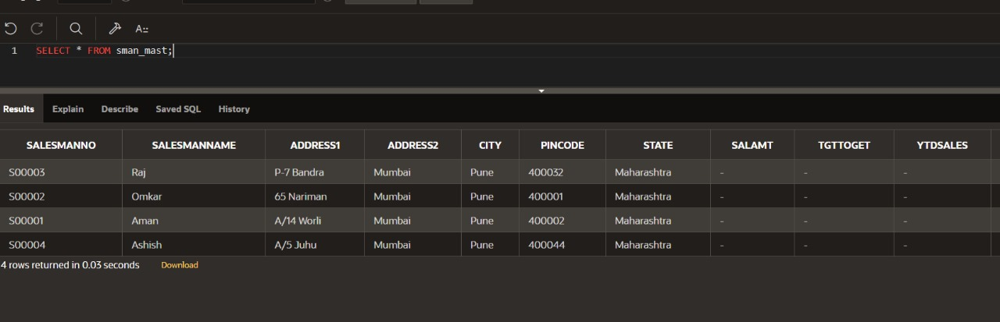 A::
1 SELECT * FROM sman_mast;
Results Explain Describe Saved SQL History
SALESMANNO SALESMANNAME ADDRESS1 ADDRESS2 CITY PINCODE STATE SALAMT TGTTOGET YTDSALES
S00003 Raj P-7 Bandra Mumbai Pune 400032 Maharashtra - - -
S00002 Omkar 65 Nariman Mumbai Pune 400001 Maharashtra - - -
S00001 Aman A/14 Worli Mumbai Pune 400002 Maharashtra - - -
S00004 Ashish A/5 Juhu Mumbai Pune 400044 Maharashtra - - -
4 rows returned in 0.03 seconds Download